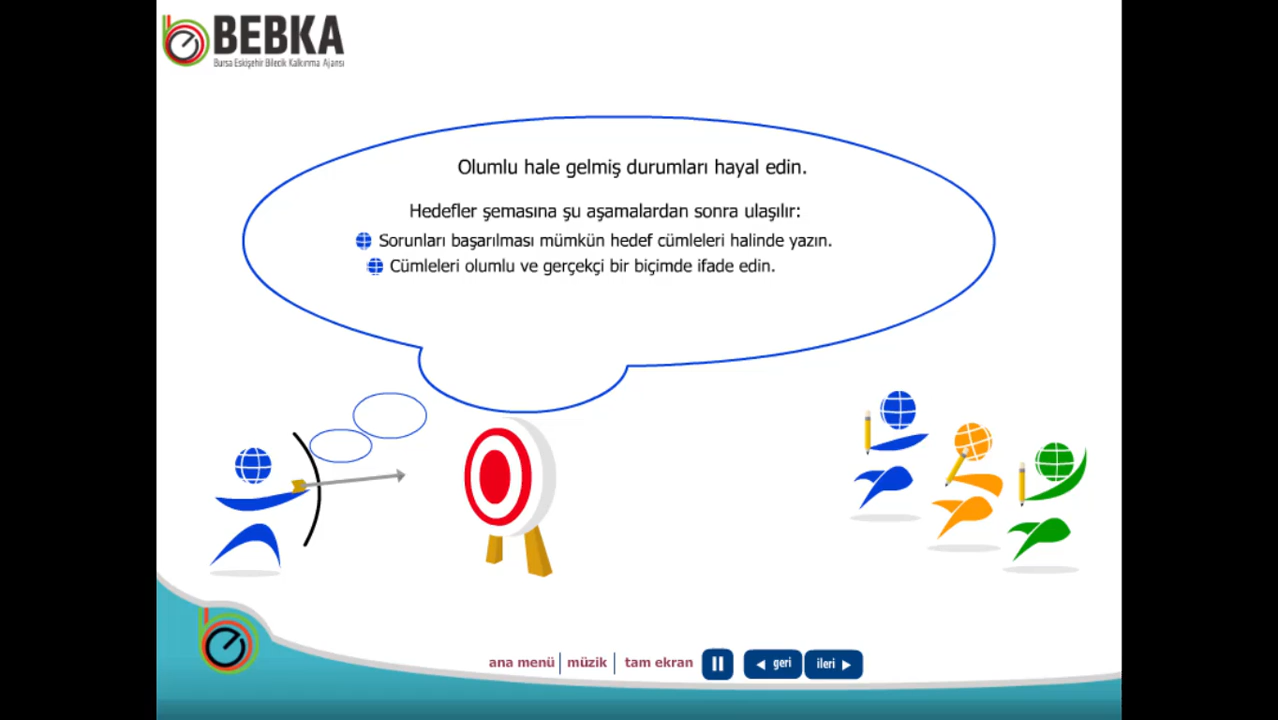 BEBKA
Bursa Eskişehir Bilecik Kalkınma Ajansı
Olumlu hale gelmiş durumları hayal edin.
Hedefler şemasına şu aşamalardan sonra ulaşılır:
Sorunları başarılması mümkün hedef cümleleri halinde yazın.
Cümleleri olumlu ve gerçekçi bir biçimde ifade edin.
ana menü | müzik | tam ekran geri ileri